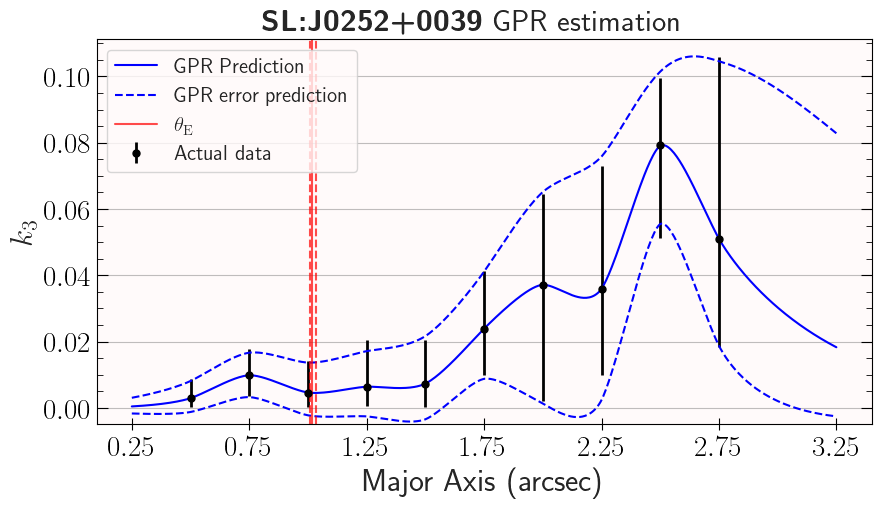 SL:J0252+0039 GPR estimation
GPR Prediction
GPR error prediction
θE
Actual data
0.10
0.08
0.06
0.04
0.02
0.00
k3
0.25 0.75 1.25 1.75 2.25 2.75 3.25
Major Axis (arcsec)